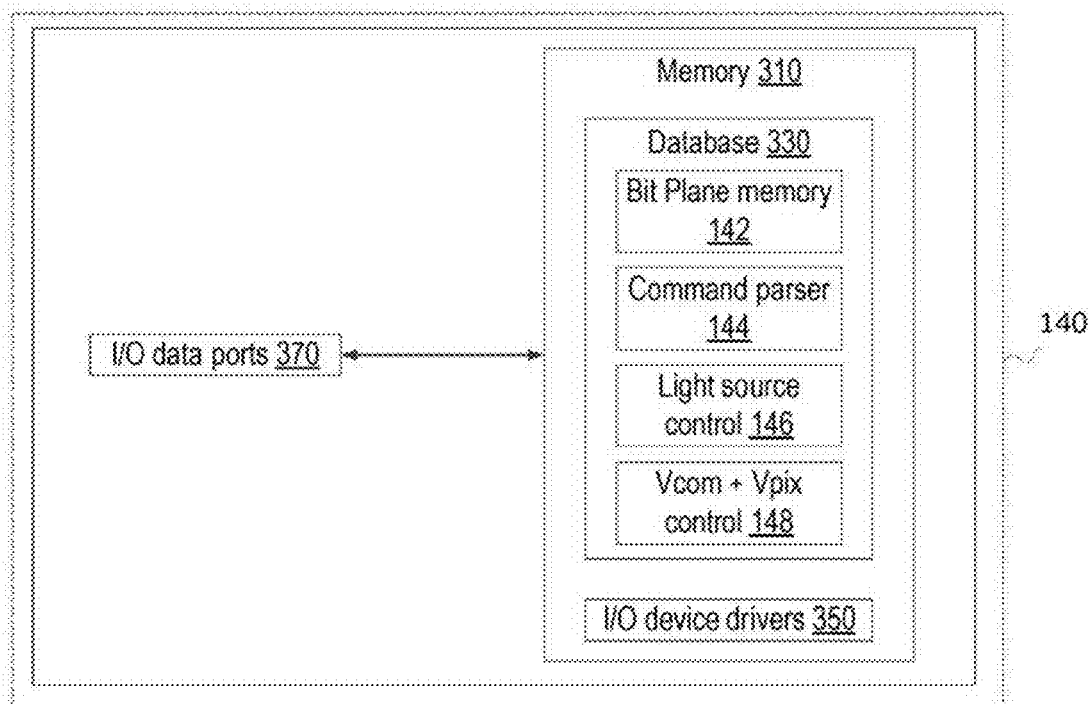 Memory 310
Database 330
Bit Plane memory
142
Command parser
144
140
I/O data ports 370
Light source
control 146
Vcom + Vpix
control 148
I/O device drivers 350